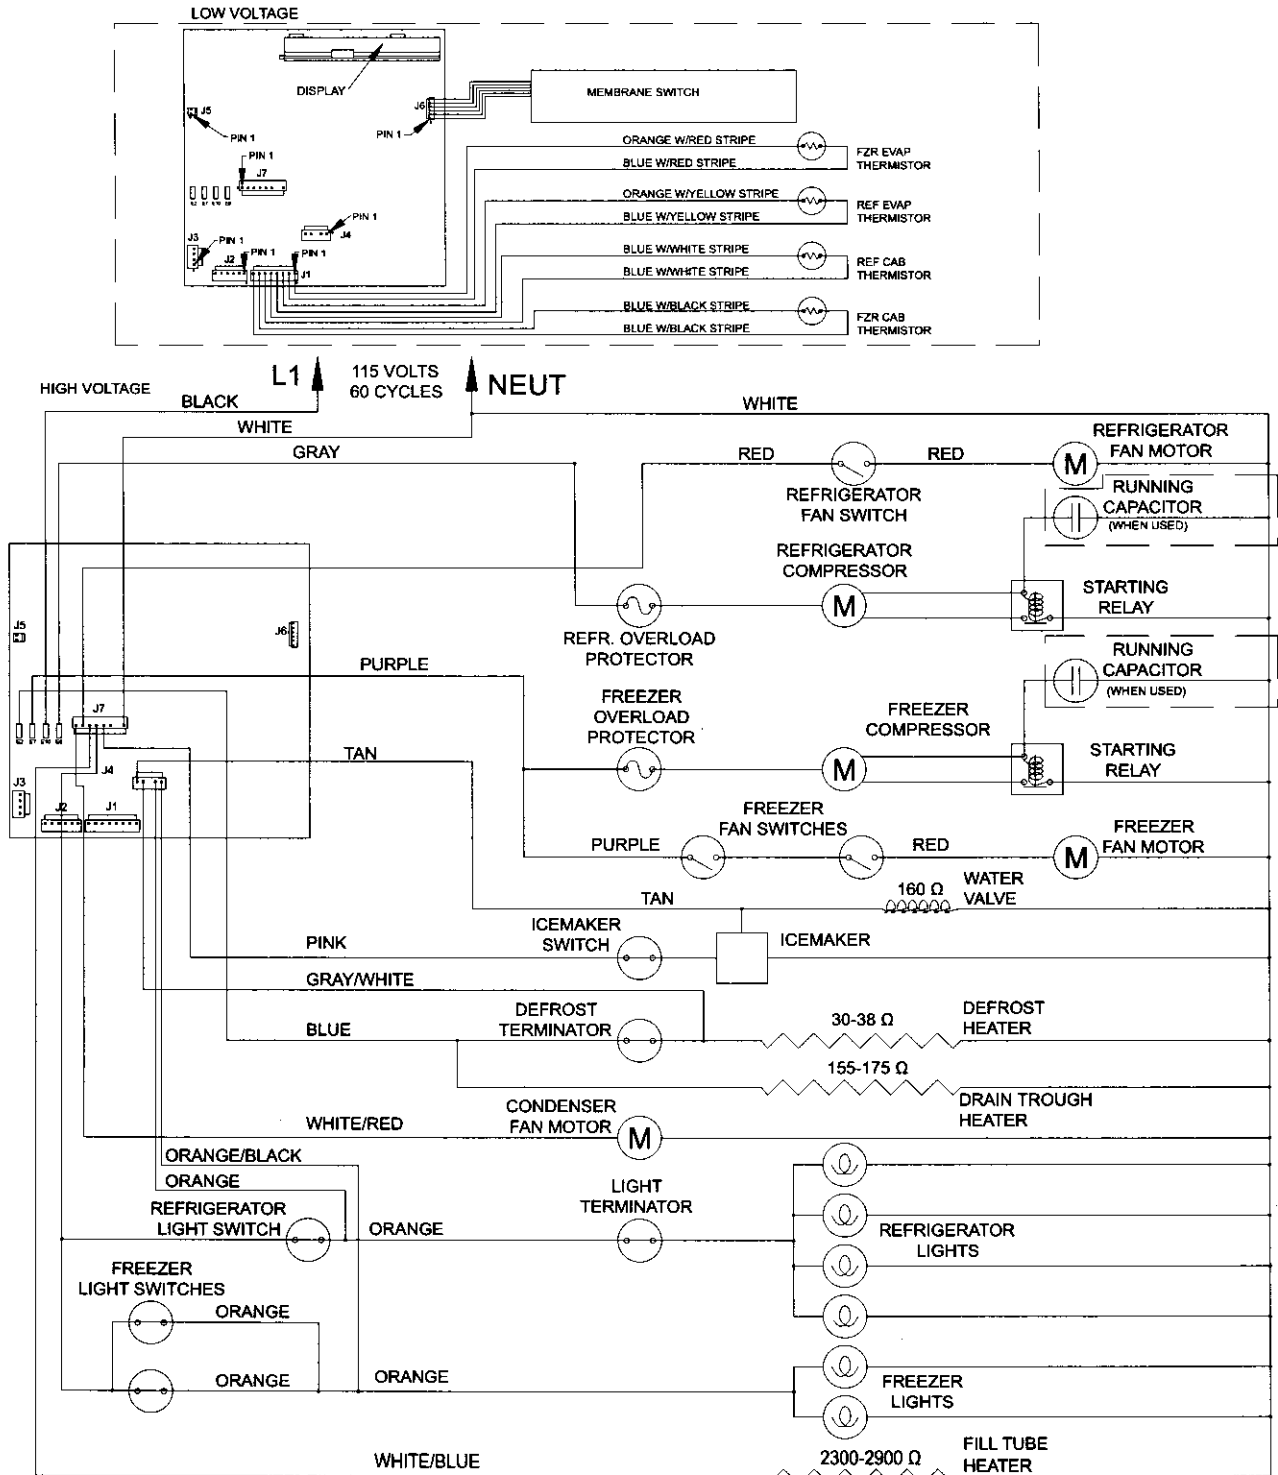 LOW VOLTAGE
DISPLAY
MEMBRANE SWITCH
J6
J5
PIN 1
PIN 1
PIN 1
J7
ORANGE W/RED STRIPE
BLUE W/RED STRIPE
FZR EVAP
THERMISTOR
ORANGE W/YELLOW STRIPE
BLUE W/YELLOW STRIPE
REF EVAP
THERMISTOR
PIN 1
J4
J3
PIN 1
J2
PIN 1
PIN 1
J1
BLUE W/WHITE STRIPE
BLUE W/WHITE STRIPE
REF CAB
THERMISTOR
BLUE W/BLACK STRIPE
BLUE W/BLACK STRIPE
FZR CAB
THERMISTOR
HIGH VOLTAGE
L1
115 VOLTS
60 CYCLES
NEUT
BLACK
WHITE
WHITE
GRAY
RED
RED
REFRIGERATOR
FAN SWITCH
REFRIGERATOR
FAN MOTOR
M
RUNNING
CAPACITOR
(WHEN USED)
REFRIGERATOR
COMPRESSOR
M
STARTING
RELAY
REFR. OVERLOAD
PROTECTOR
J5
J6
PURPLE
RUNNING
CAPACITOR
(WHEN USED)
FREEZER
OVERLOAD
PROTECTOR
FREEZER
COMPRESSOR
M
STARTING
RELAY
J7
TAN
J4
J3
J2
J1
FREEZER
FAN SWITCHES
PURPLE
RED
FREEZER
FAN MOTOR
M
TAN
160 Ω
WATER
VALVE
PINK
ICEMAKER
SWITCH
ICEMAKER
GRAY/WHITE
BLUE
DEFROST
TERMINATOR
30-38 Ω
DEFROST
HEATER
155-175 Ω
DRAIN TROUGH
HEATER
WHITE/RED
CONDENSER
FAN MOTOR
M
ORANGE/BLACK
ORANGE
REFRIGERATOR
LIGHT SWITCH
ORANGE
LIGHT
TERMINATOR
REFRIGERATOR
LIGHTS
FREEZER
LIGHT SWITCHES
ORANGE
ORANGE
ORANGE
FREEZER
LIGHTS
WHITE/BLUE
2300-2900 Ω
FILL TUBE
HEATER